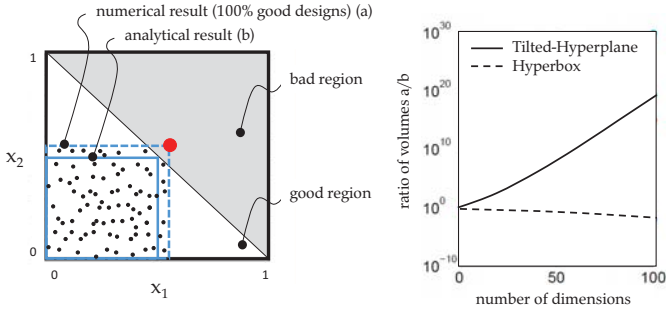 numerical result (100% good designs) (a)
analytical result (b)
1
bad region
x2
good region
0
0
1
x1
ratio of volumes a/b
10^30
10^20
10^10
10^0
10^-10
Tilted-Hyperplane
Hyperbox
0
50
100
number of dimensions